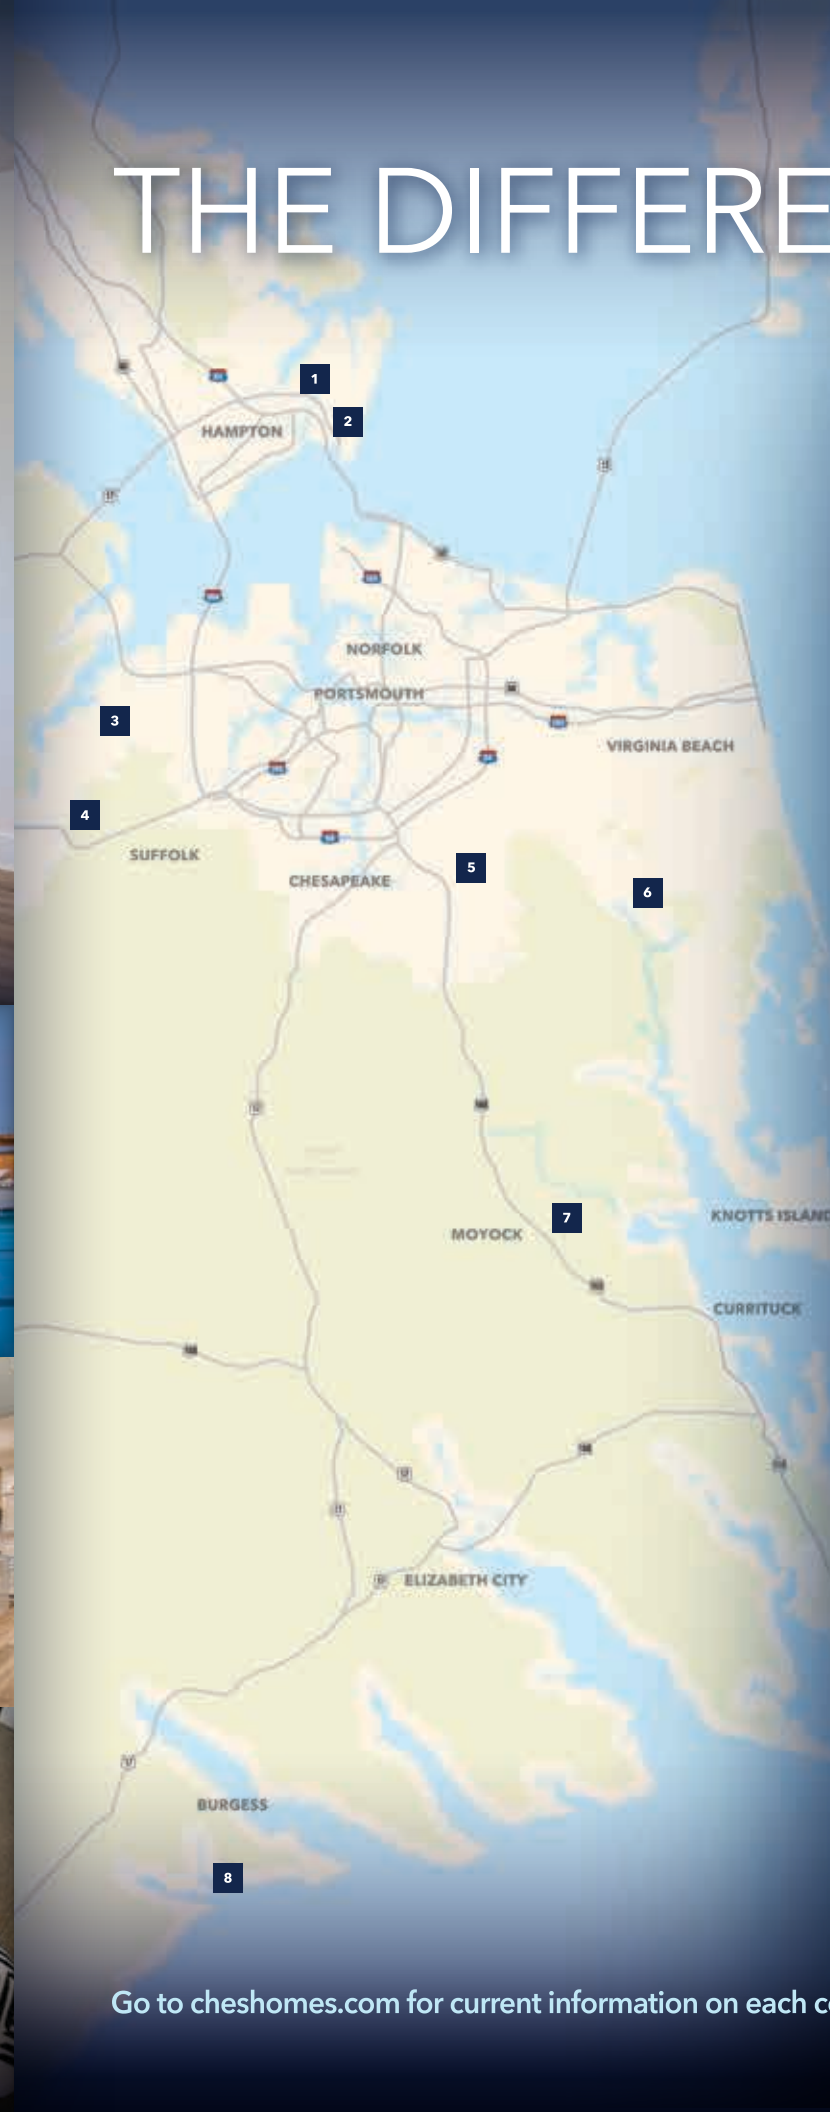 THE DIFFERE
1
2
HAMPTON
NORFOLK
PORTSMOUTH
3
VIRGINIA BEACH
4
SUFFOLK
5
CHESAPEAKE
6
7
KNOTTS ISLAND
MOYOCK
CURRITUCK
ELIZABETH CITY
BURGESS
8
Go to cheshomes.com for current information on each c